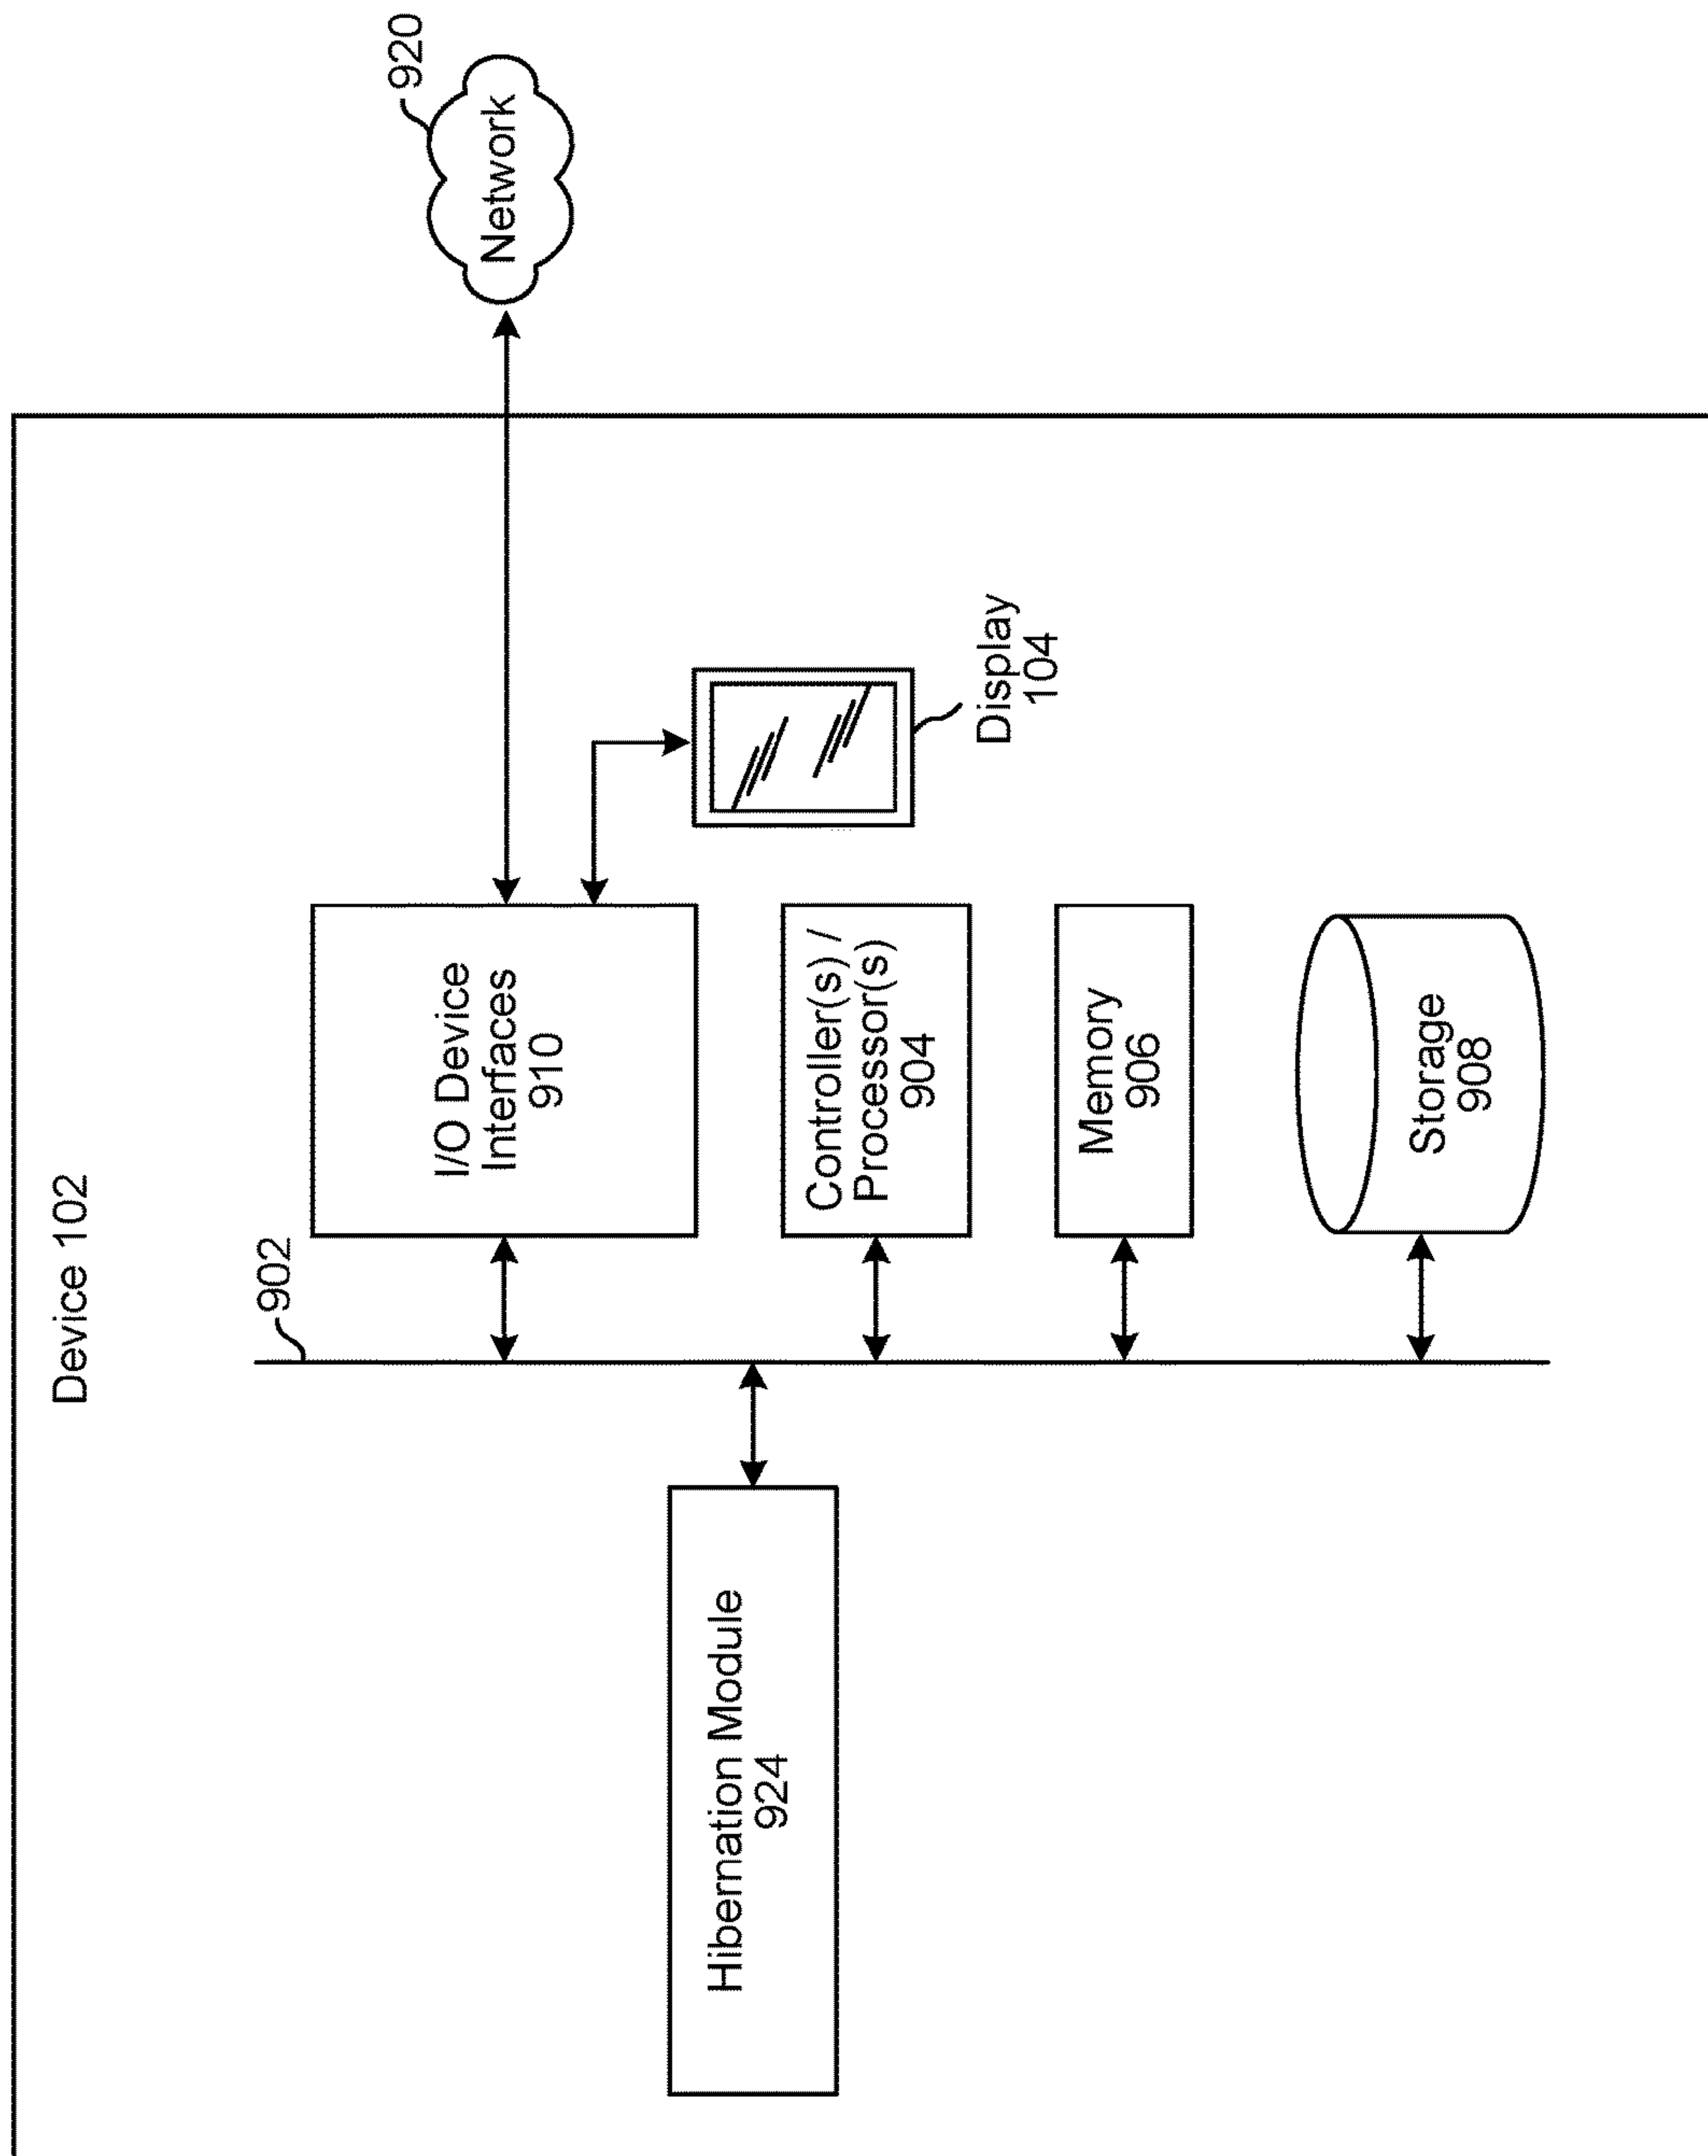 Device 102
902
Hibernation Module
924
I/O Device
Interfaces
910
Controller(s) /
Processor(s)
904
Memory
906
Storage
908
Display
104
920
Network